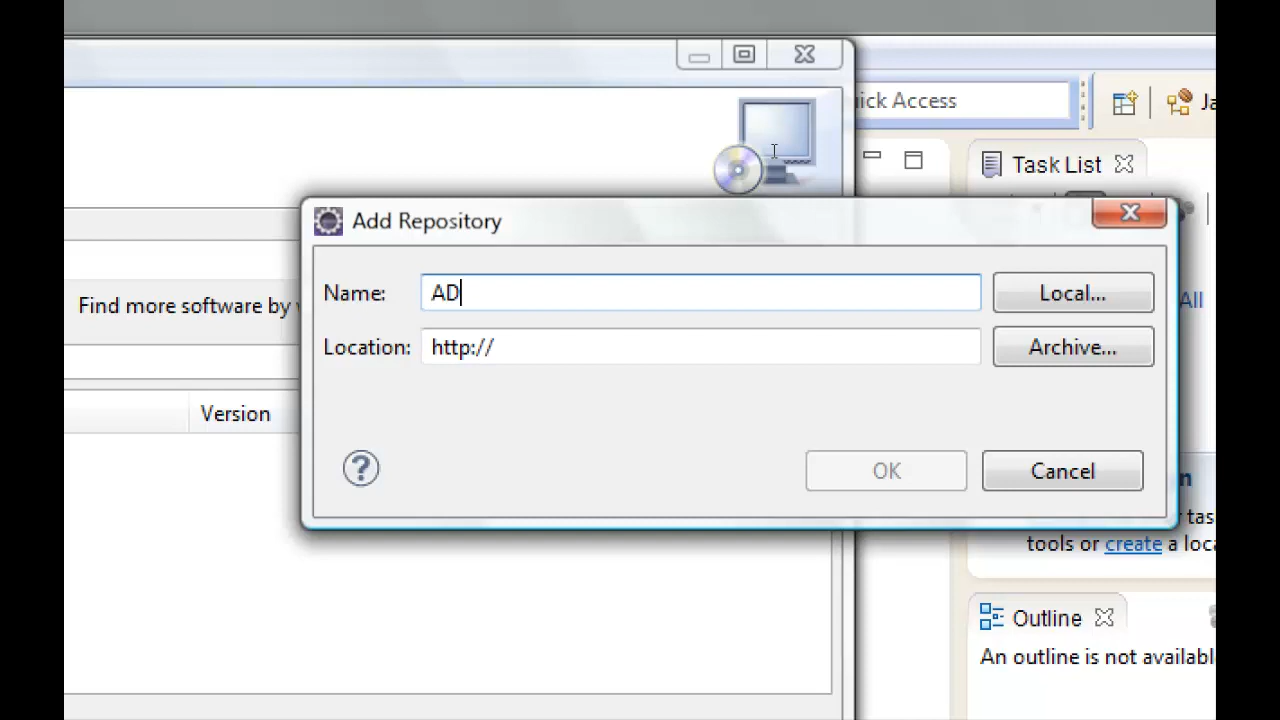 uick Access
Ja
Task List
Add Repository
Name: AD Local...
All
Find more software by
Location: http:// Archive...
Version
OK Cancel
n
r tas
tools or create a loca
Outline
An outline is not availabl